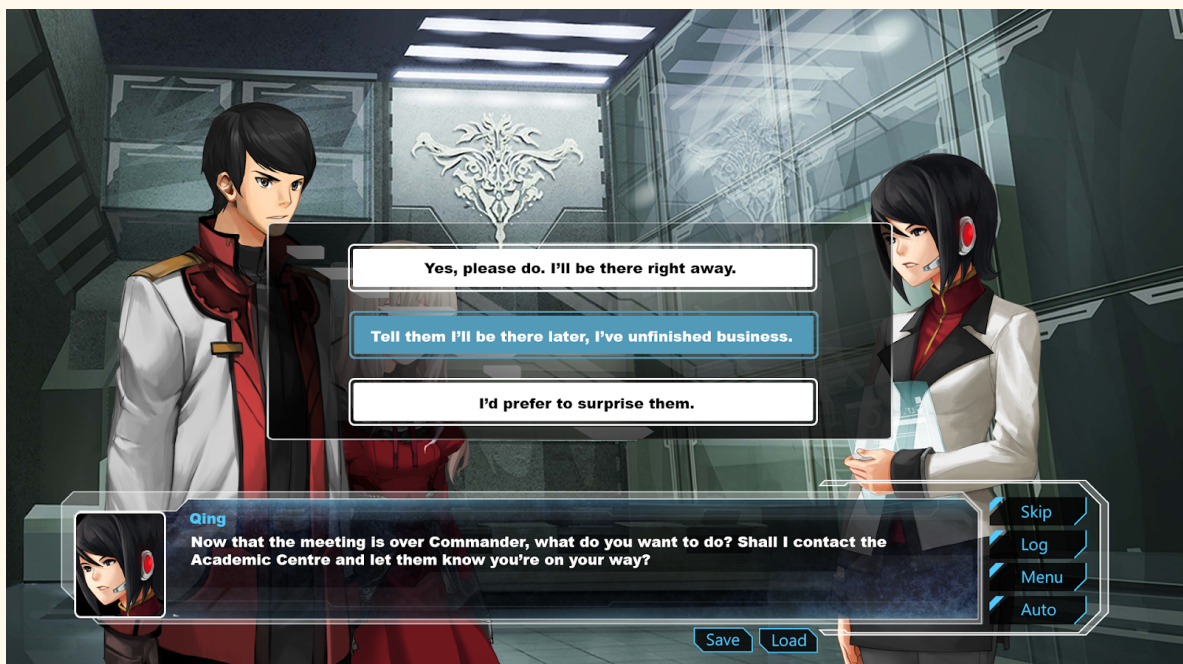 Yes, please do. I'll be there right away.
Tell them I'll be there later, I've unfinished business.
I'd prefer to surprise them.
Qing
Now that the meeting is over Commander, what do you want to do? Shall I contact the
Academic Centre and let them know you're on your way?
Skip
Log
Menu
Auto
Save
Load